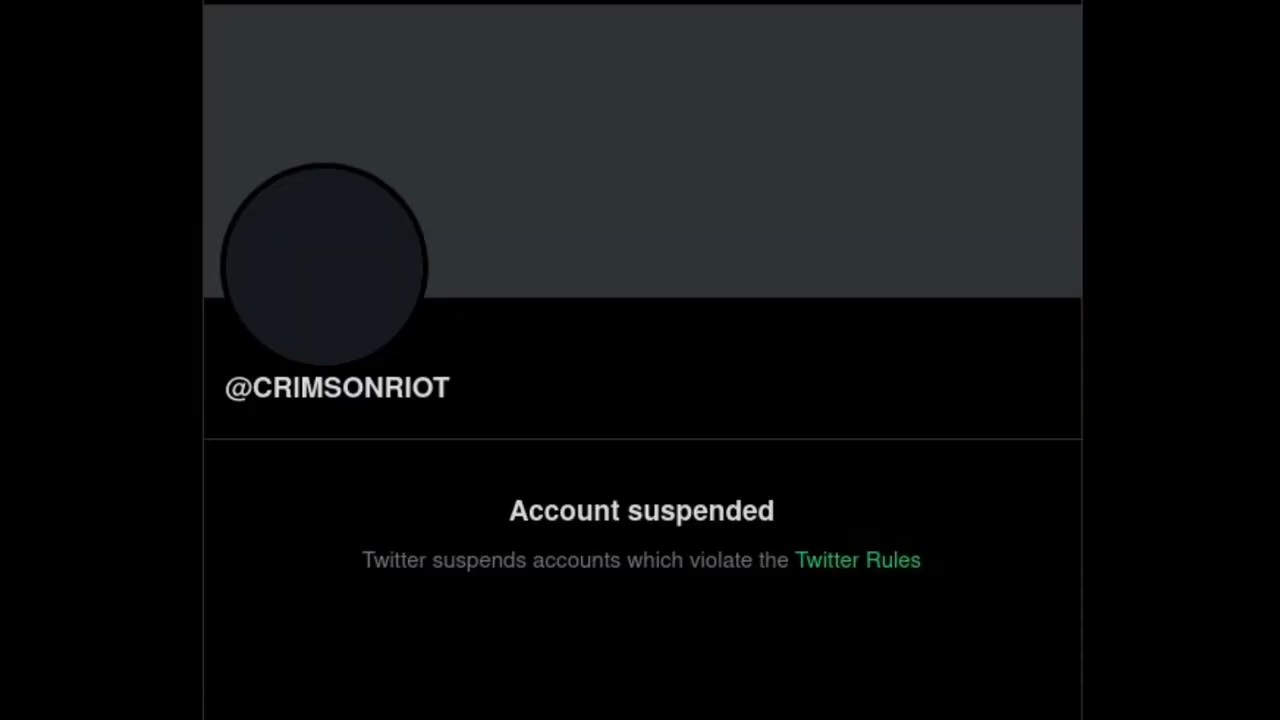 @CRIMSONRIOT
Account suspended
Twitter suspends accounts which violate the Twitter Rules